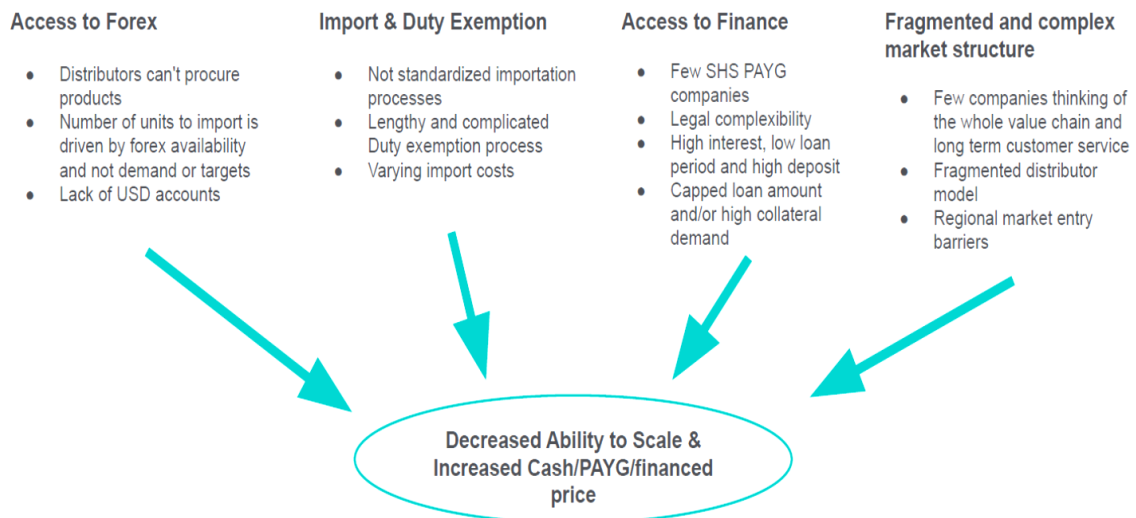 Access to Forex
● Distributors can't procure
products
● Number of units to import is
driven by forex availability
and not demand or targets
● Lack of USD accounts
Import & Duty Exemption
● Not standardized importation
processes
● Lengthy and complicated
Duty exemption process
● Varying import costs
Access to Finance
● Few SHS PAYG
companies
● Legal complexibility
● High interest, low loan
period and high deposit
● Capped loan amount
and/or high collateral
demand
Fragmented and complex
market structure
● Few companies thinking of
the whole value chain and
long term customer service
● Fragmented distributor
model
● Regional market entry
barriers
Decreased Ability to Scale &
Increased Cash/PAYG/financed
price